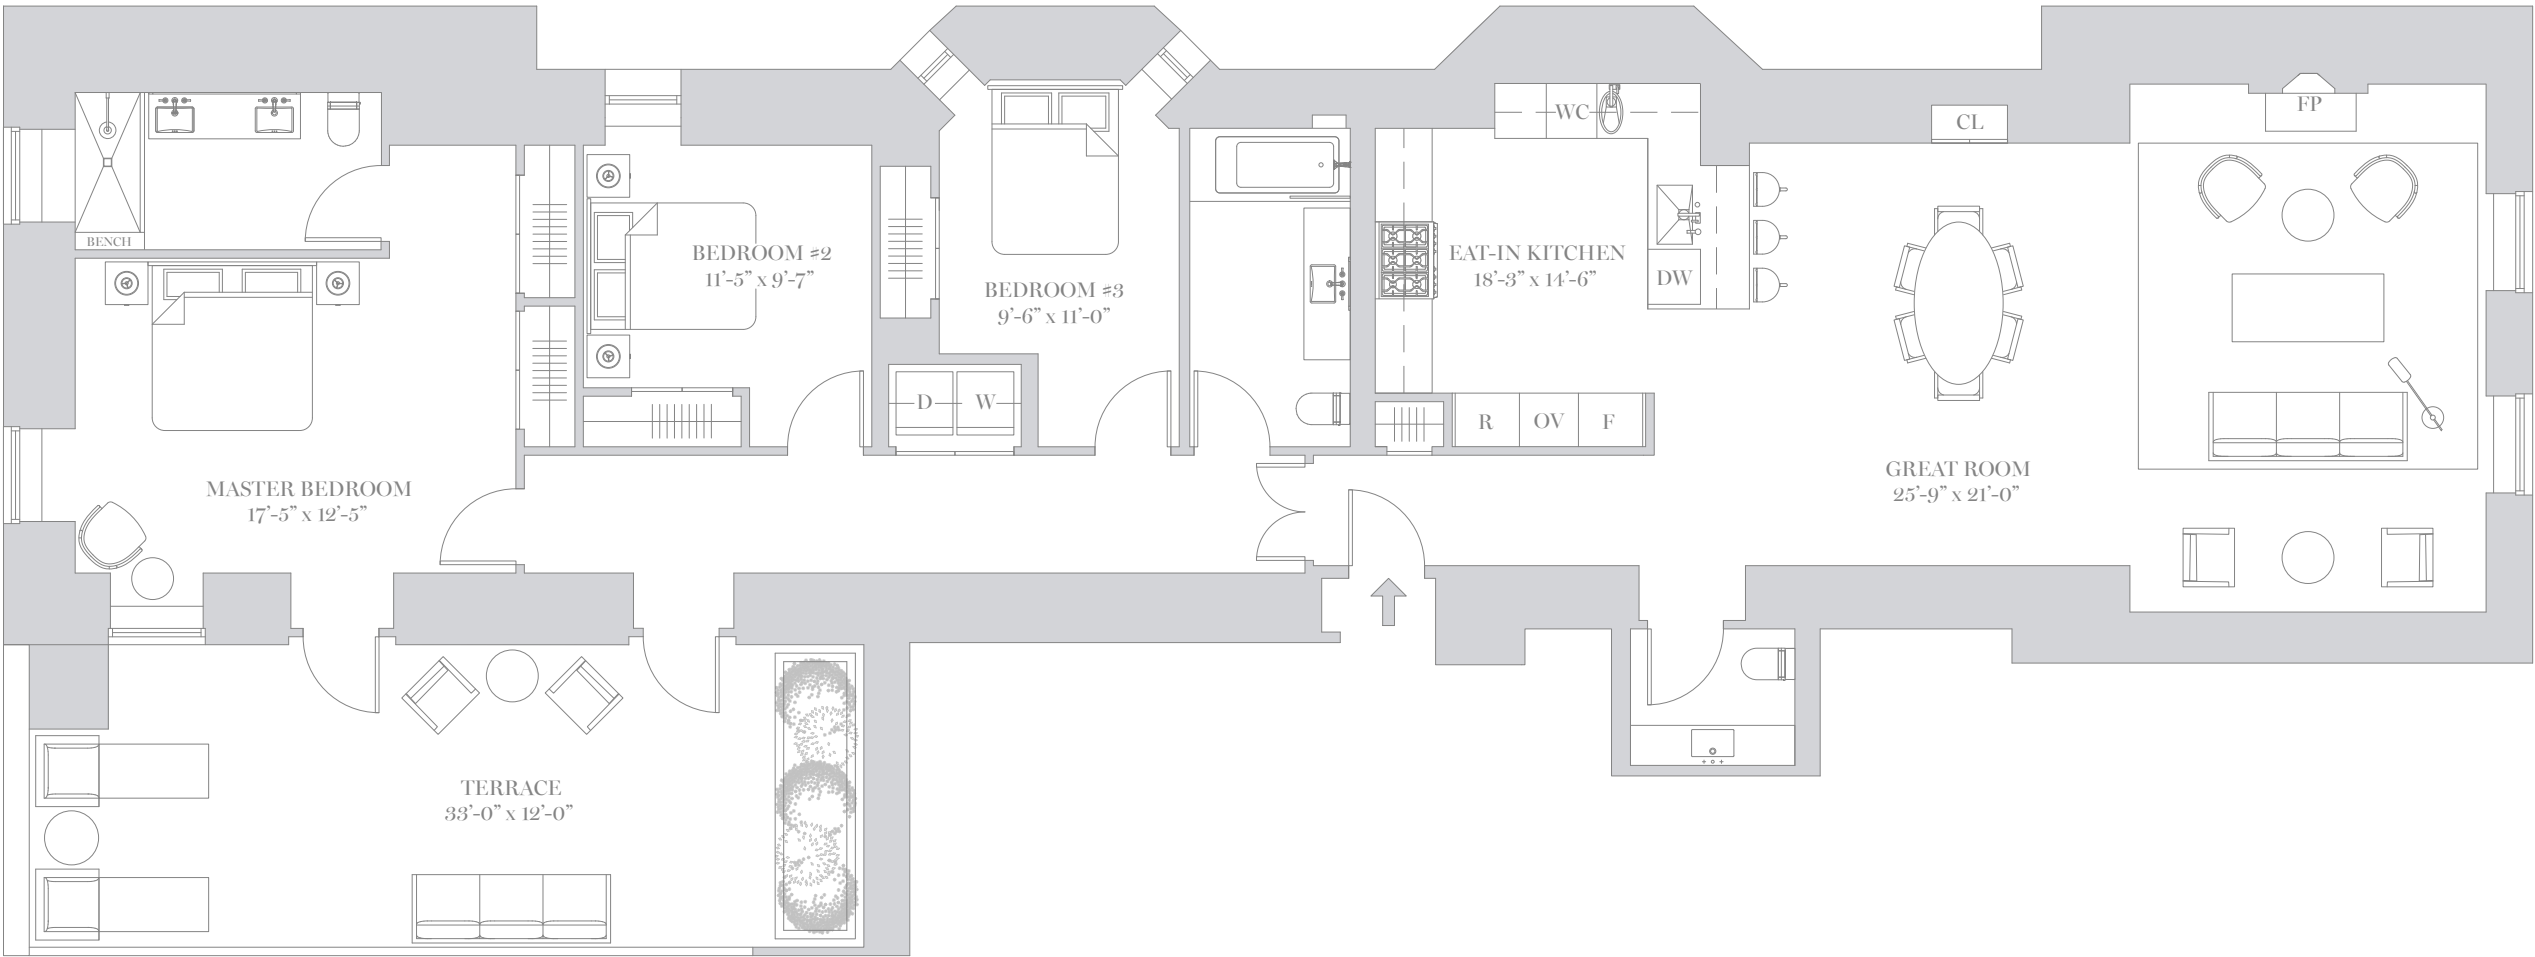 WC
FP
CL
BENCH
BEDROOM #2
11'-5" x 9'-7"
EAT-IN KITCHEN
18'-3" x 14'-6"
DW
BEDROOM #3
9'-6" x 11'-0"
D
W
R
OV
F
MASTER BEDROOM
17'-5" x 12'-5"
GREAT ROOM
25'-9" x 21'-0"
TERRACE
33'-0" x 12'-0"